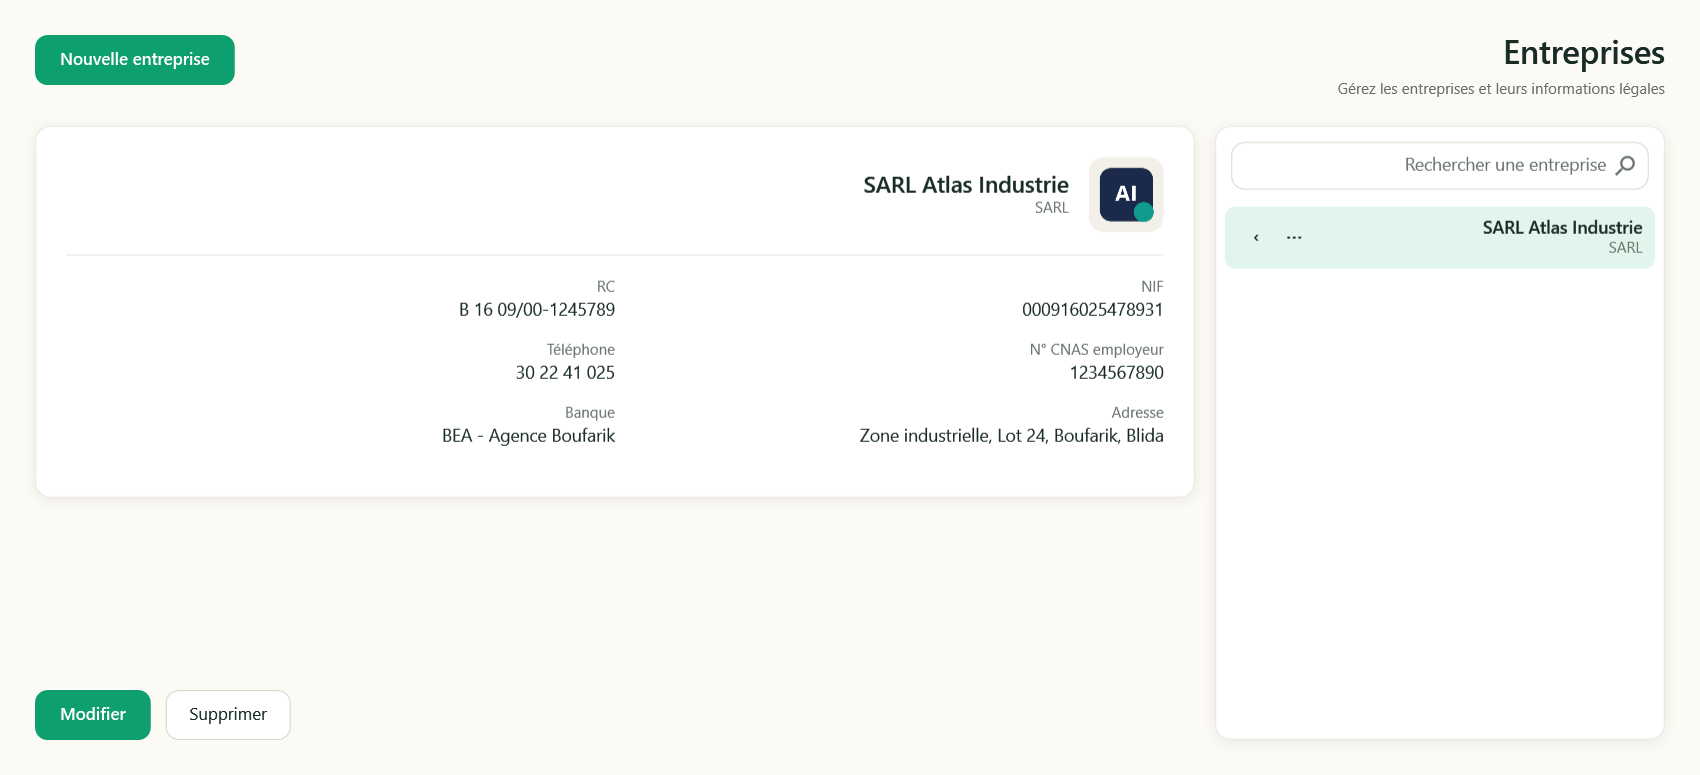 Entreprises
Gérez les entreprises et leurs informations légales
Nouvelle entreprise
Rechercher une entreprise
SARL Atlas Industrie
SARL
...
‹
AI
SARL Atlas Industrie
SARL
NIF
000916025478931
RC
B 16 09/00-1245789
N° CNAS employeur
1234567890
Téléphone
30 22 41 025
Adresse
Zone industrielle, Lot 24, Boufarik, Blida
Banque
BEA - Agence Boufarik
Modifier
Supprimer